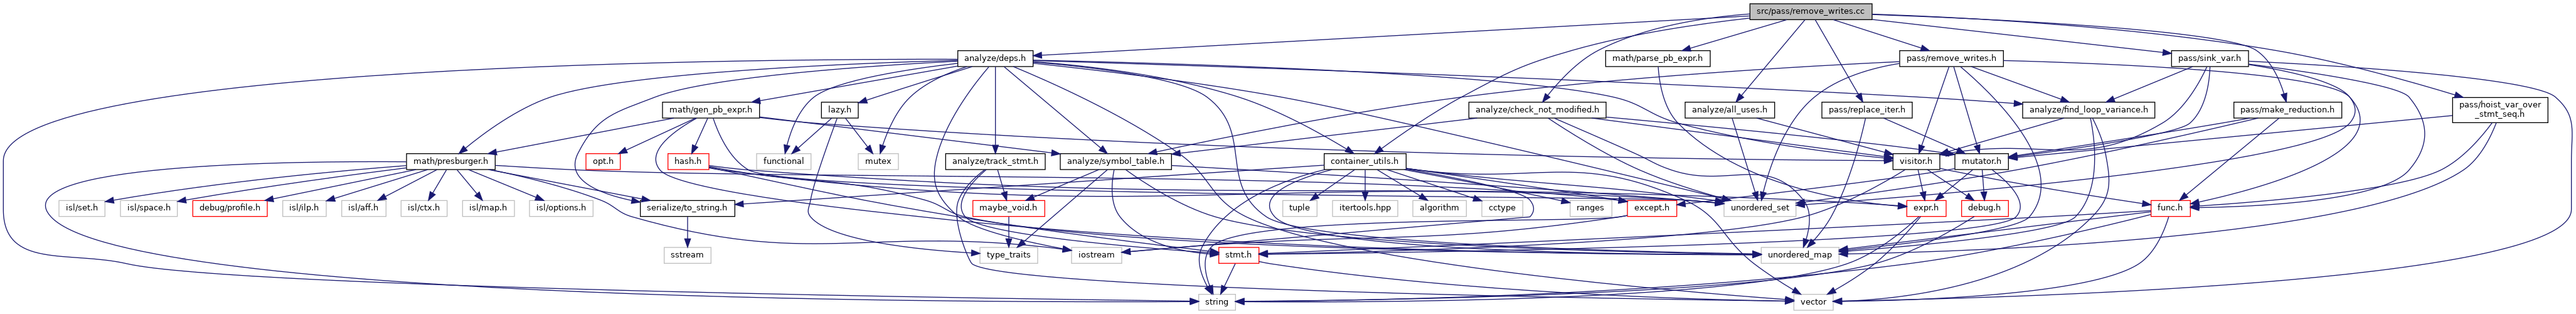 src/pass/remove_writes.cc
analyze/deps.h
math/parse_pb_expr.h
pass/remove_writes.h
pass/sink_var.h
math/gen_pb_expr.h
lazy.h
analyze/check_not_modified.h
analyze/all_uses.h
pass/replace_iter.h
analyze/find_loop_variance.h
pass/make_reduction.h
pass/hoist_var_over
_stmt_seq.h
math/presburger.h
opt.h
hash.h
functional
mutex
analyze/track_stmt.h
analyze/symbol_table.h
container_utils.h
visitor.h
mutator.h
isl/set.h
isl/space.h
debug/profile.h
isl/ilp.h
isl/aff.h
isl/ctx.h
isl/map.h
isl/options.h
serialize/to_string.h
maybe_void.h
tuple
itertools.hpp
algorithm
cctype
ranges
except.h
unordered_set
expr.h
debug.h
func.h
sstream
type_traits
iostream
stmt.h
unordered_map
string
vector